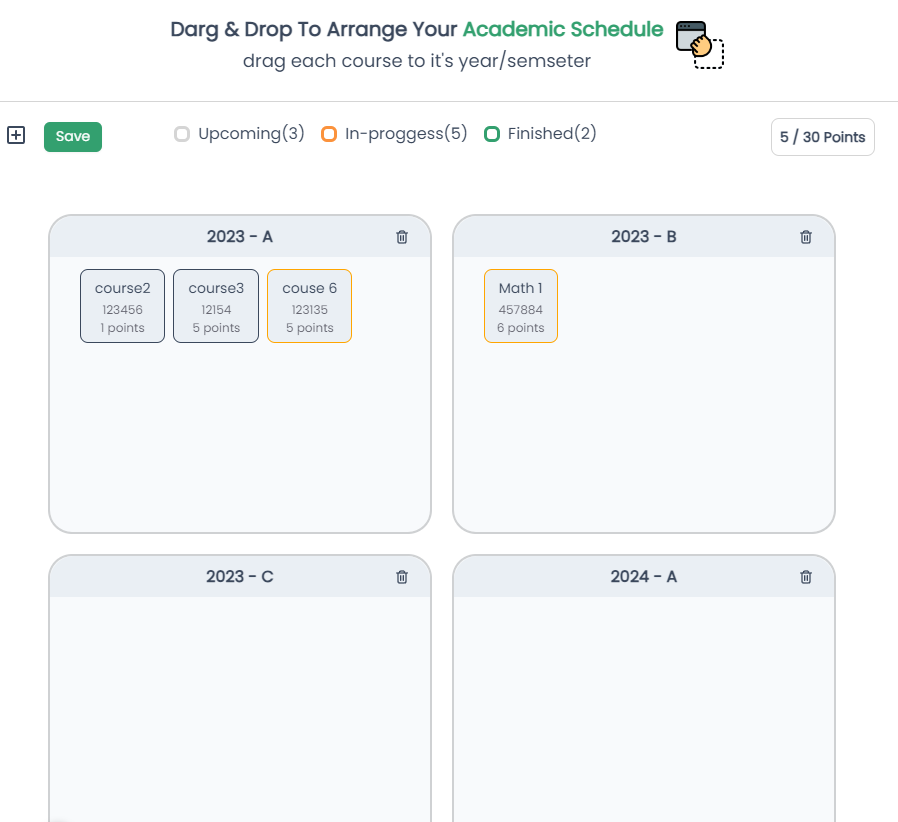 Darg & Drop To Arrange Your Academic Schedule
drag each course to it's year/semseter
Save
Upcoming(3)
In-proggess(5)
Finished(2)
5 / 30 Points
2023 - A
course2
123456
1 points
course3
12154
5 points
couse 6
123135
5 points
2023 - B
Math 1
457884
6 points
2023 - C
2024 - A